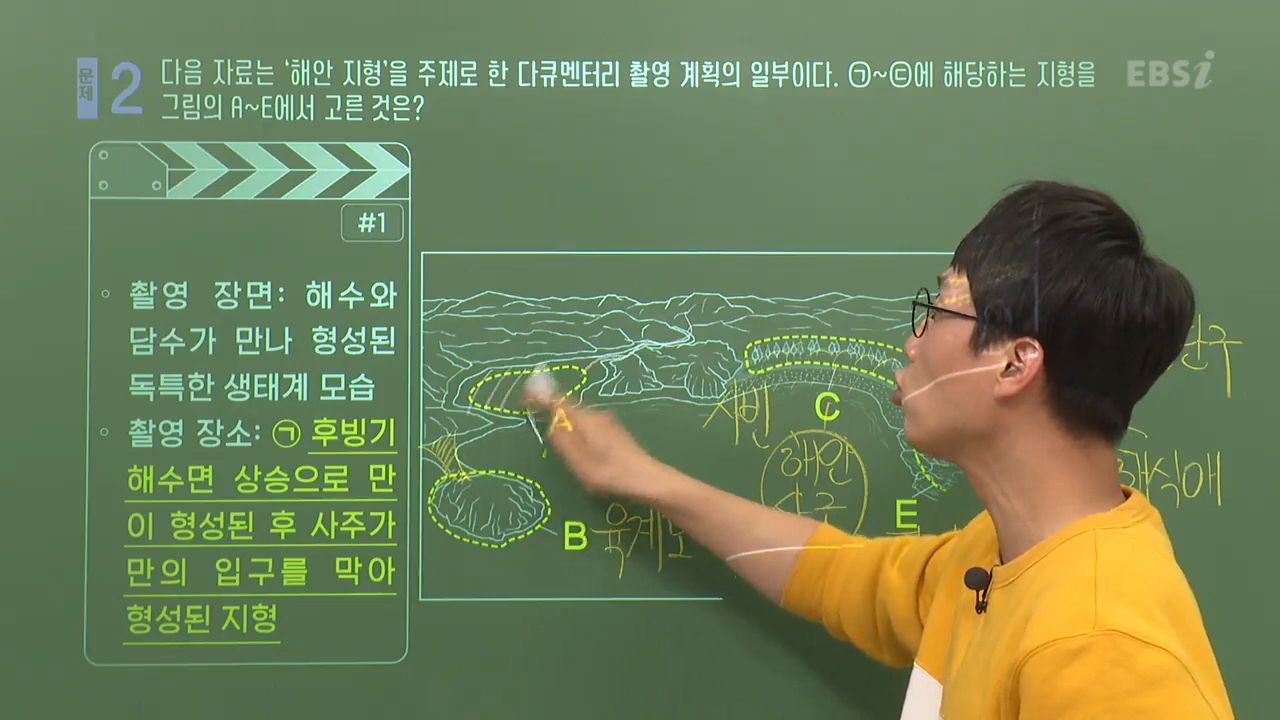 문제 2 다음 자료는 '해안 지형'을 주제로 한 다큐멘터리 촬영 계획의 일부이다. ㉠~㉢에 해당하는 지형을
그림의 A~E에서 고른 것은?
EBSi
#1
◦ 촬영 장면: 해수와
담수가 만나 형성된
독특한 생태계 모습
◦ 촬영 장소: ㉠ 후빙기
해수면 상승으로 만
이 형성된 후 사주가
만의 입구를 막아
형성된 지형
A
B 육계도
사빈
C
해안
사구
E
해식애
단구